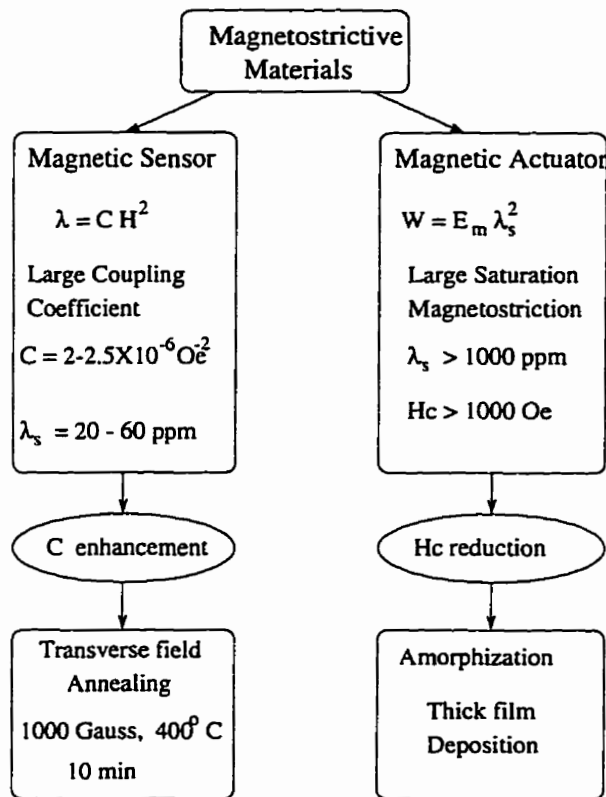 Magnetostrictive
Materials
Magnetic Sensor
λ = C H²
Large Coupling
Coefficient
C = 2-2.5X10⁻⁶ Oe⁻²
λₛ = 20 - 60 ppm
C enhancement
Transverse field
Annealing
1000 Gauss, 400⁰ C
10 min
Magnetic Actuator
W = Eₘ λₛ²
Large Saturation
Magnetostriction
λₛ > 1000 ppm
Hc > 1000 Oe
Hc reduction
Amorphization
Thick film
Deposition